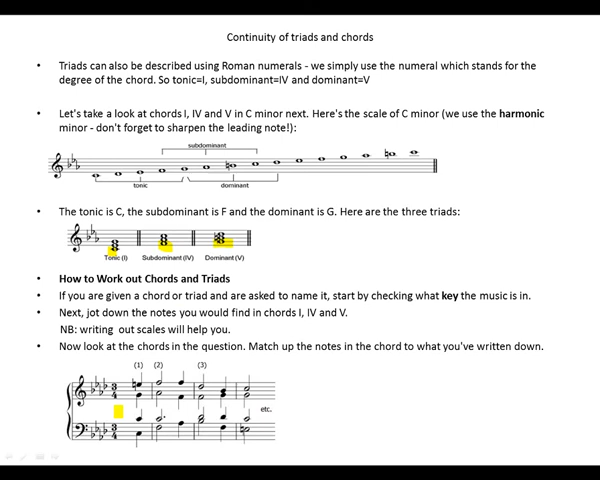 Continuity of triads and chords
• Triads can also be described using Roman numerals - we simply use the numeral which stands for the
degree of the chord. So tonic=I, subdominant=IV and dominant=V
• Let's take a look at chords I, IV and V in C minor next. Here's the scale of C minor (we use the harmonic
minor - don't forget to sharpen the leading note!):
subdominant
tonic dominant
• The tonic is C, the subdominant is F and the dominant is G. Here are the three triads:
Tonic (I) Subdominant (IV) Dominant (V)
• How to Work out Chords and Triads
• If you are given a chord or triad and are asked to name it, start by checking what key the music is in.
• Next, jot down the notes you would find in chords I, IV and V.
NB: writing out scales will help you.
• Now look at the chords in the question. Match up the notes in the chord to what you've written down.
(1) (2) (3)
3
4
etc.
3
4